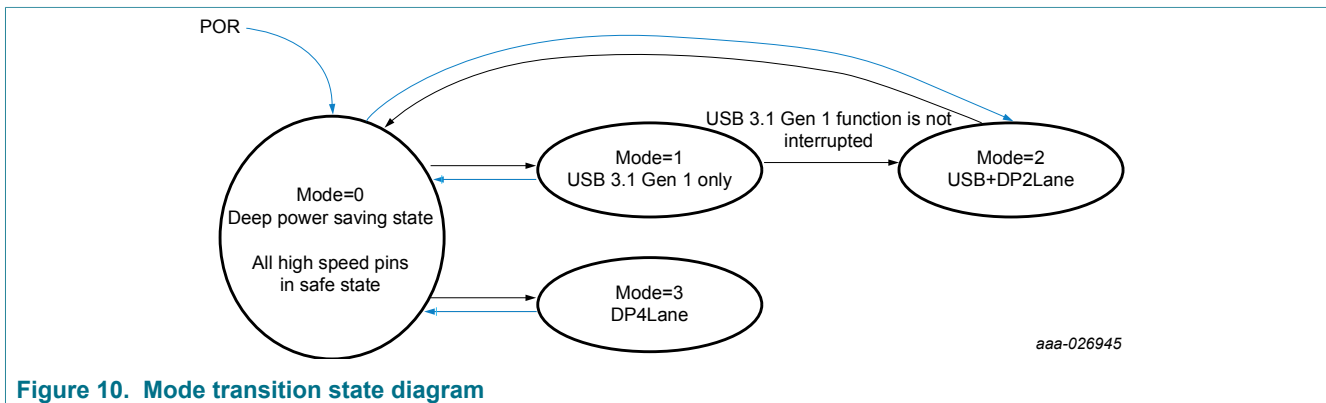 POR
USB 3.1 Gen 1 function is not
interrupted
Mode=0
Deep power saving state
All high speed pins
in safe state
Mode=1
USB 3.1 Gen 1 only
Mode=2
USB+DP2Lane
Mode=3
DP4Lane
aaa-026945
Figure 10. Mode transition state diagram